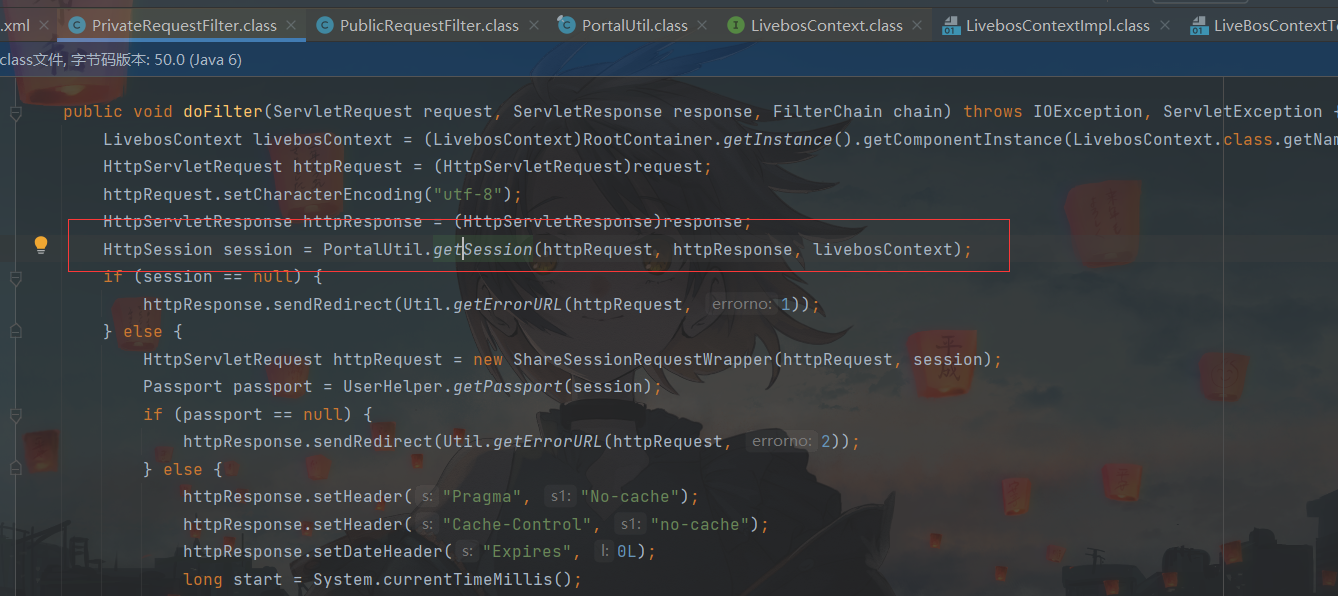 .xml × PrivateRequestFilter.class × PublicRequestFilter.class × PortalUtil.class × LivebosContext.class × LivebosContextImpl.class × LiveBosContextT
class文件, 字节码版本: 50.0 (Java 6)
public void doFilter(ServletRequest request, ServletResponse response, FilterChain chain) throws IOException, ServletException {
LivebosContext livebosContext = (LivebosContext)RootContainer.getInstance().getComponentInstance(LivebosContext.class.getNam
HttpServletRequest httpRequest = (HttpServletRequest)request;
httpRequest.setCharacterEncoding("utf-8");
HttpServletResponse httpResponse = (HttpServletResponse)response;
HttpSession session = PortalUtil.getSession(httpRequest, httpResponse, livebosContext);
if (session == null) {
httpResponse.sendRedirect(Util.getErrorURL(httpRequest, errorno: 1));
} else {
HttpServletRequest httpRequest = new ShareSessionRequestWrapper(httpRequest, session);
Passport passport = UserHelper.getPassport(session);
if (passport == null) {
httpResponse.sendRedirect(Util.getErrorURL(httpRequest, errorno: 2));
} else {
httpResponse.setHeader( s: "Pragma", s1: "No-cache");
httpResponse.setHeader( s: "Cache-Control", s1: "no-cache");
httpResponse.setDateHeader( s: "Expires", l: 0L);
long start = System.currentTimeMillis();